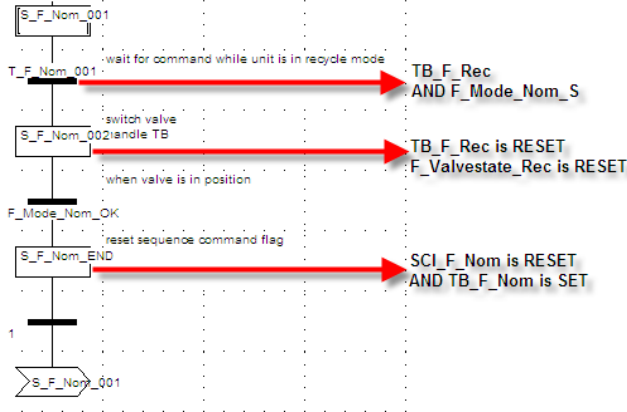 S_F_Nom_001
wait for command while unit is in recycle mode
T_F_Nom_001
TB_F_Rec
AND F_Mode_Nom_S
switch valve
handle TB
S_F_Nom_002
TB_F_Rec is RESET
F_Valvestate_Rec is RESET
when valve is in position
F_Mode_Nom_OK
reset sequence command flag
S_F_Nom_END
SCI_F_Nom is RESET
AND TB_F_Nom is SET
1
S_F_Nom_001